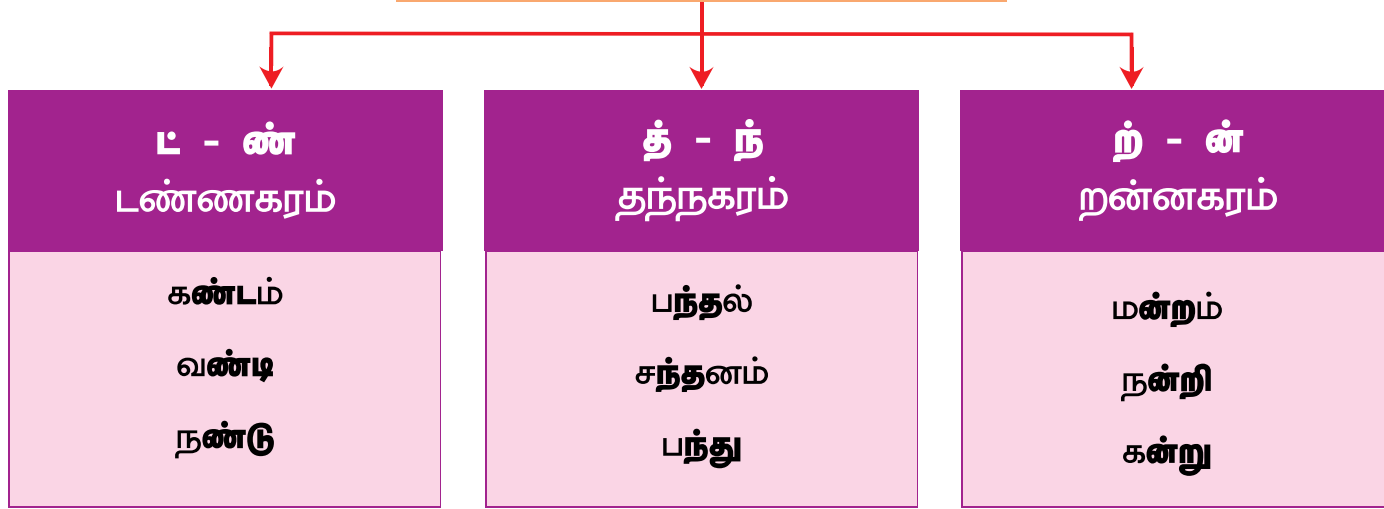 ட் - ண்
டண்ணகரம்
கண்டம்
வண்டி
நண்டு
த் - ந்
தந்நகரம்
பந்தல்
சந்தனம்
பந்து
ற் - ன்
றன்னகரம்
மன்றம்
நன்றி
கன்று